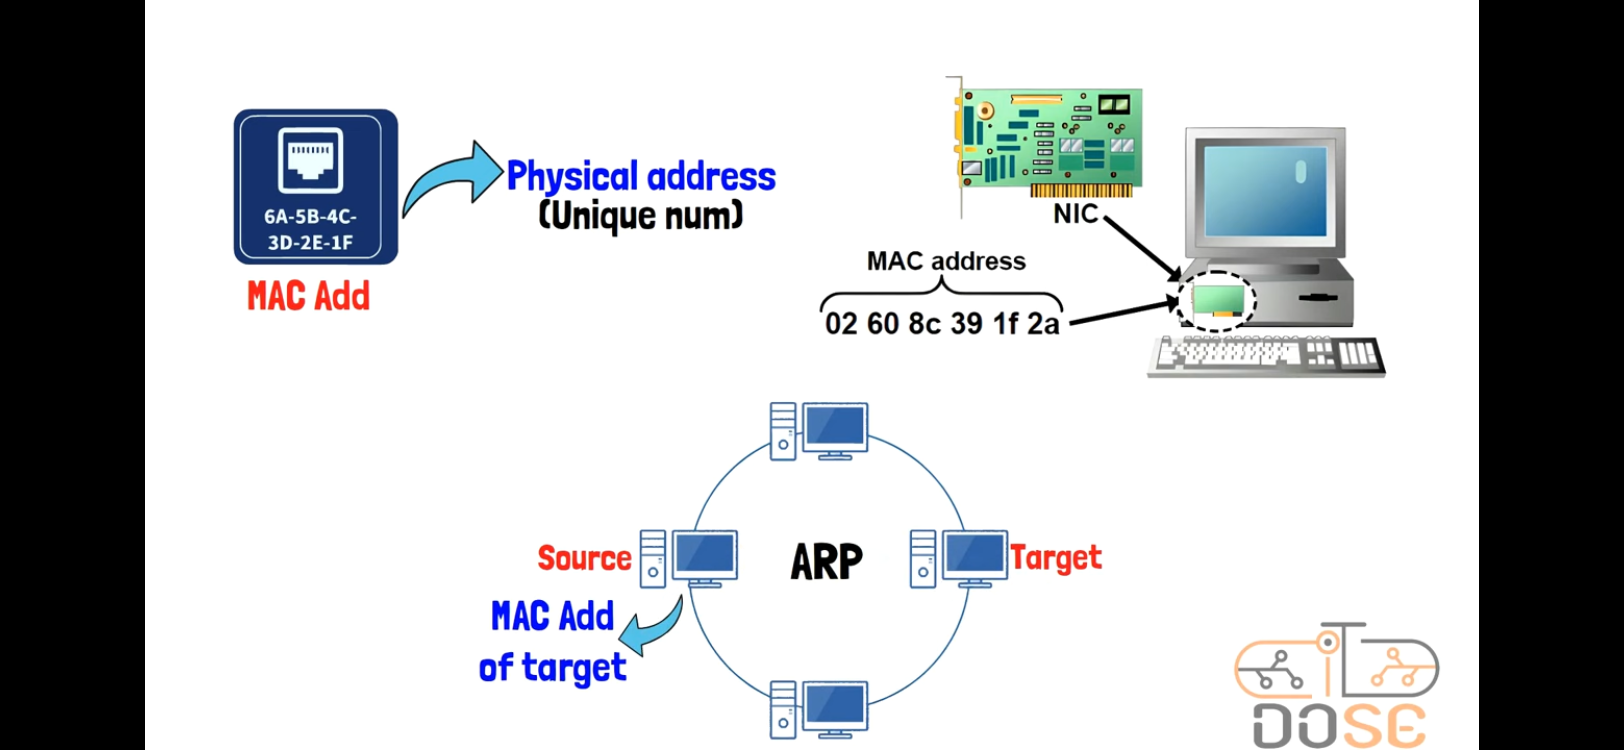 6A-5B-4C-
3D-2E-1F
MAC Add
Physical address
(Unique num)
NIC
MAC address
02 60 8c 39 1f 2a
ARP
Source
Target
MAC Add
of target
iT
DOSE